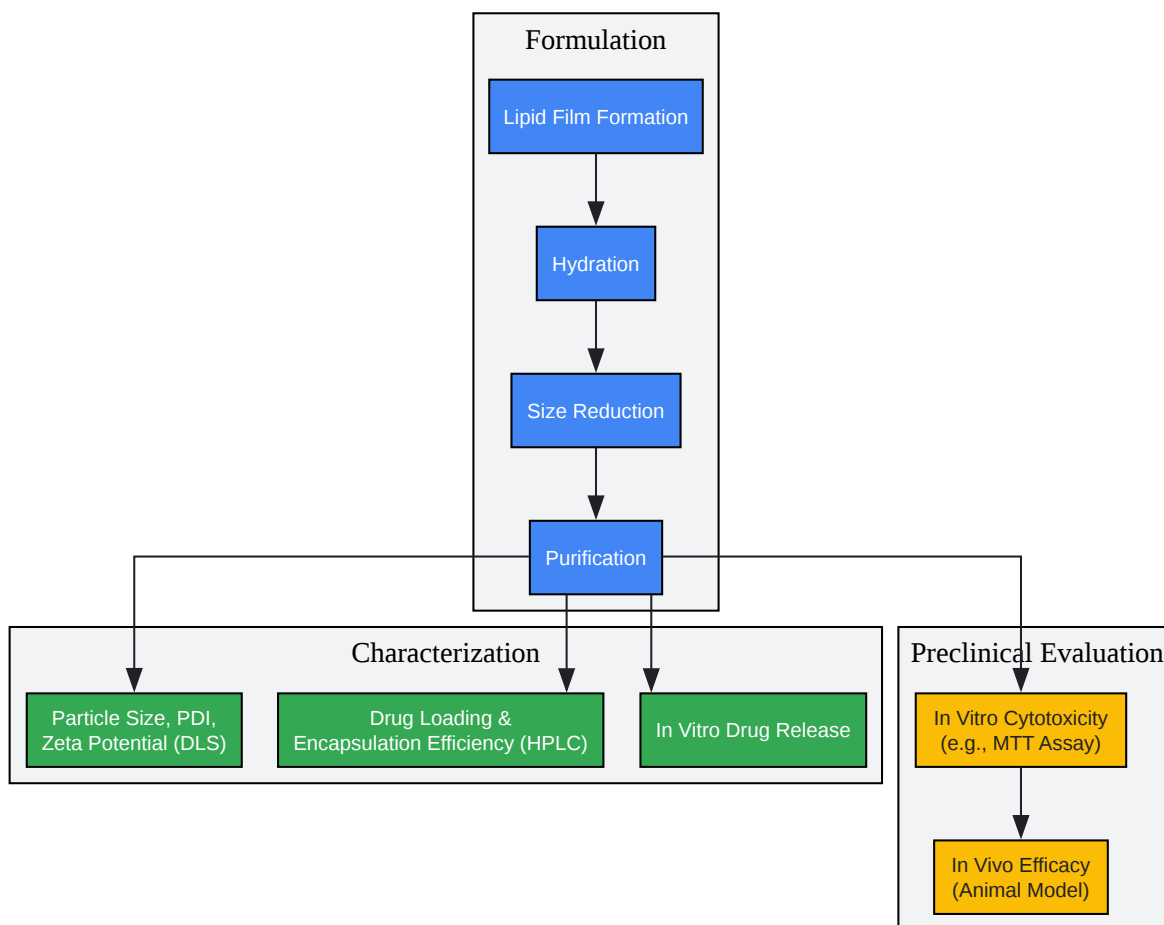 Formulation
Lipid Film Formation
Hydration
Size Reduction
Purification
Characterization
Particle Size, PDI,
Zeta Potential (DLS)
Drug Loading &
Encapsulation Efficiency (HPLC)
In Vitro Drug Release
Preclinical Evaluation
In Vitro Cytotoxicity
(e.g., MTT Assay)
In Vivo Efficacy
(Animal Model)